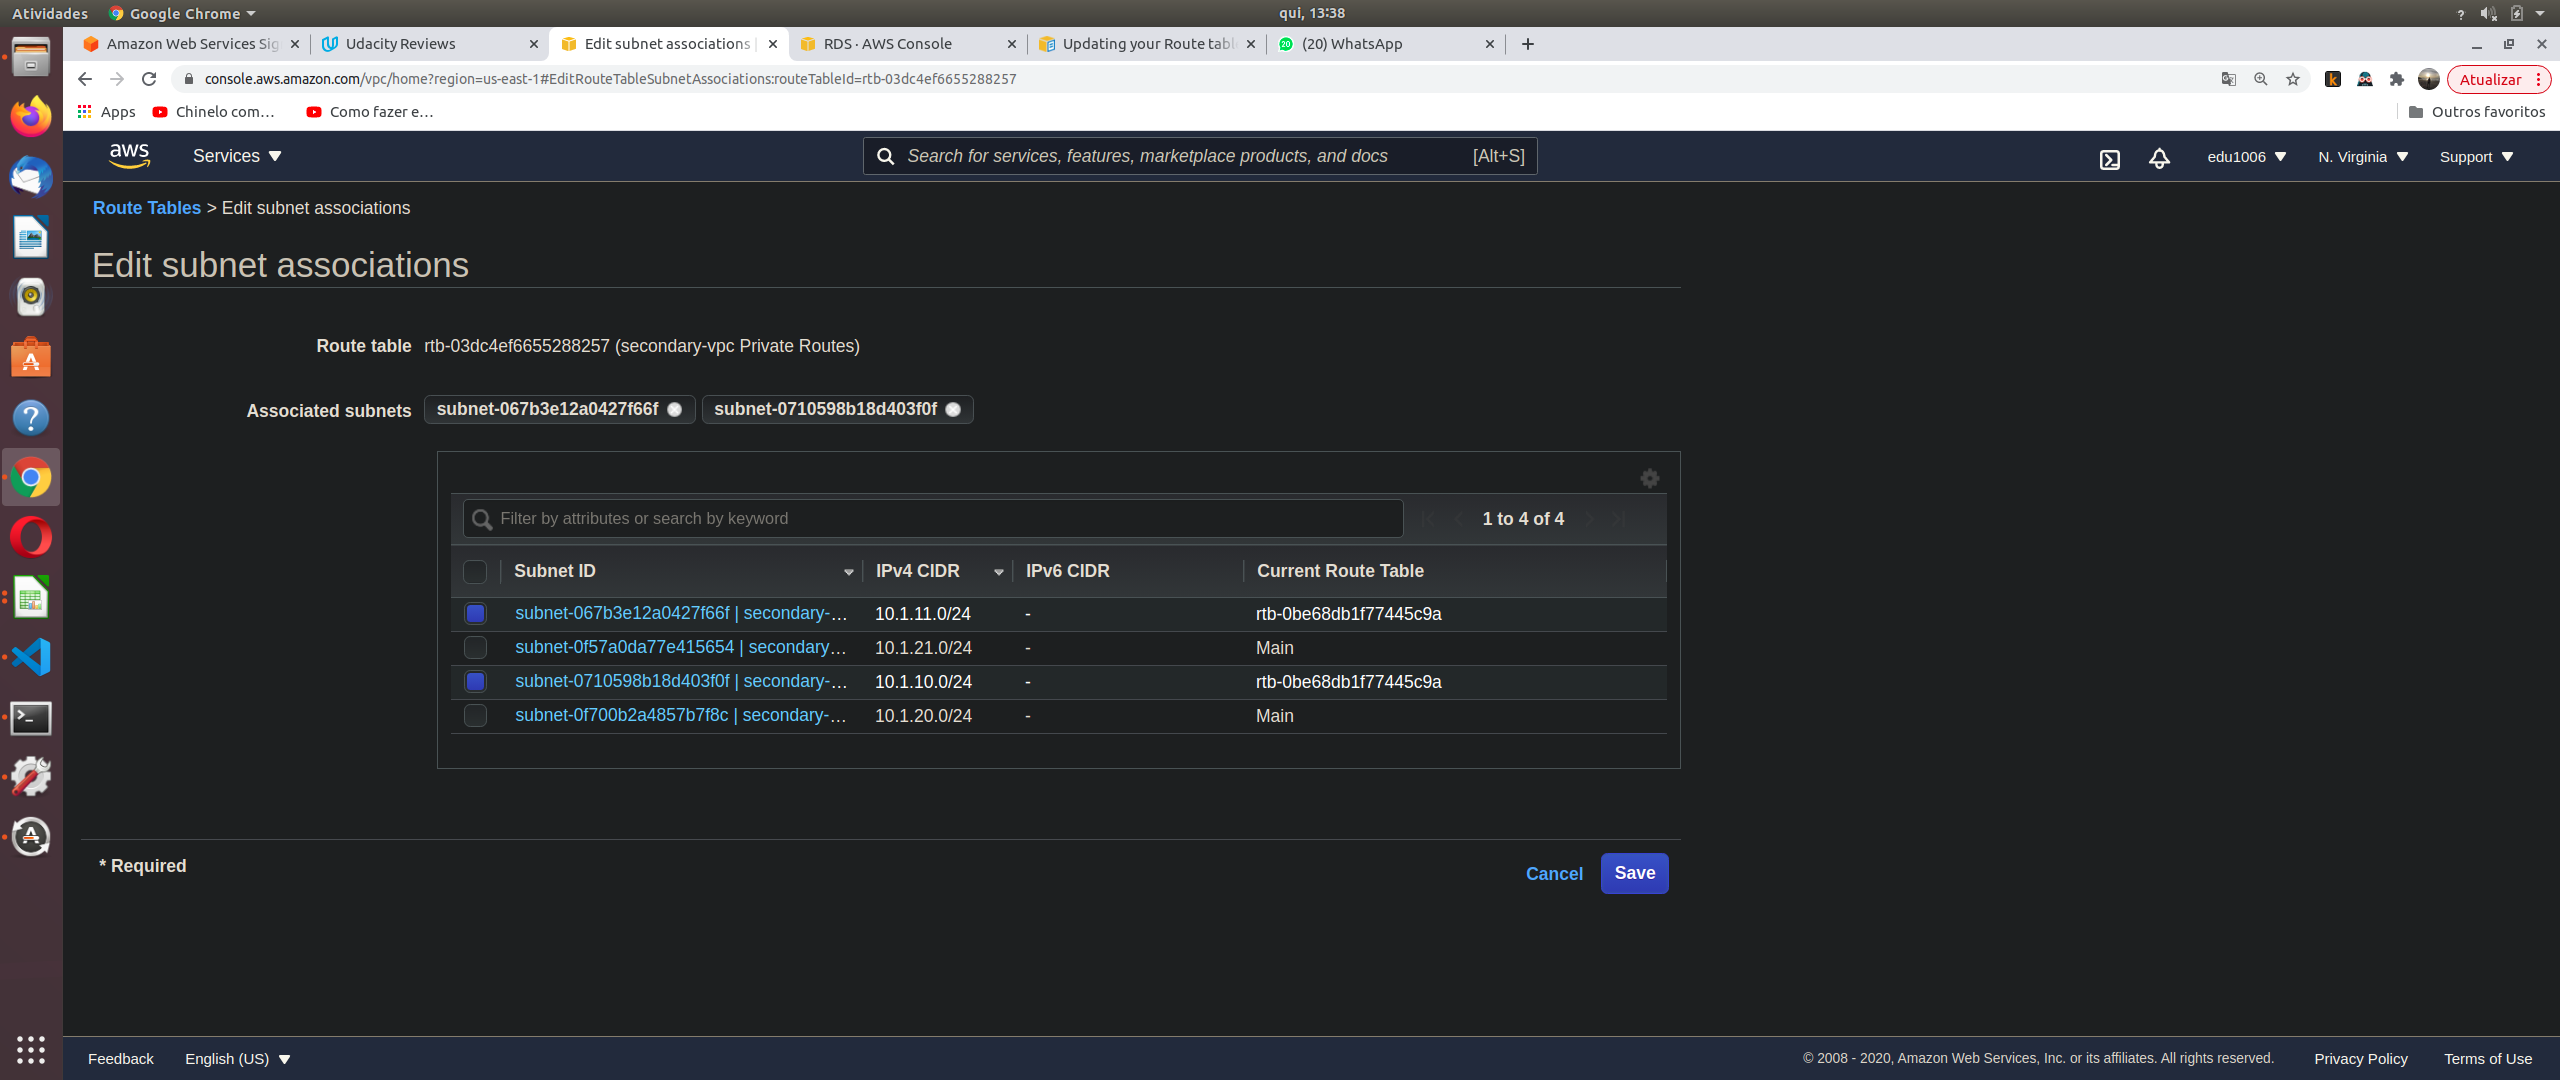 Atividades
Google Chrome
qui, 13:38
Amazon Web Services Sig
Udacity Reviews
Edit subnet associations |
RDS · AWS Console
Updating your Route tabl
(20) WhatsApp
console.aws.amazon.com/vpc/home?region=us-east-1#EditRouteTableSubnetAssociations:routeTableId=rtb-03dc4ef6655288257
Atualizar
Apps
Chinelo com...
Como fazer e...
Outros favoritos
aws
Services
Search for services, features, marketplace products, and docs
[Alt+S]
edu1006
N. Virginia
Support
Route Tables > Edit subnet associations
Edit subnet associations
Route table rtb-03dc4ef6655288257 (secondary-vpc Private Routes)
Associated subnets subnet-067b3e12a0427f66f subnet-0710598b18d403f0f
Filter by attributes or search by keyword
1 to 4 of 4
Subnet ID IPv4 CIDR IPv6 CIDR Current Route Table
subnet-067b3e12a0427f66f | secondary-... 10.1.11.0/24 - rtb-0be68db1f77445c9a
subnet-0f57a0da77e415654 | secondary... 10.1.21.0/24 - Main
subnet-0710598b18d403f0f | secondary-... 10.1.10.0/24 - rtb-0be68db1f77445c9a
subnet-0f700b2a4857b7f8c | secondary-... 10.1.20.0/24 - Main
* Required
Cancel
Save
Feedback
English (US)
© 2008 - 2020, Amazon Web Services, Inc. or its affiliates. All rights reserved.
Privacy Policy
Terms of Use